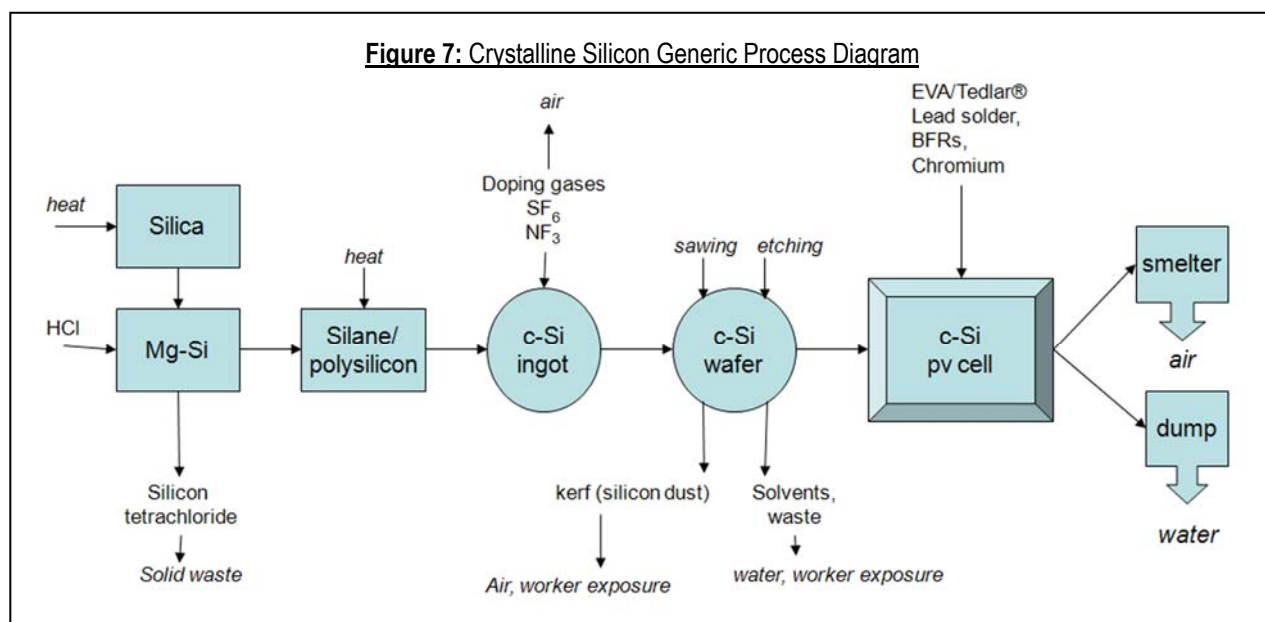 Figure 7: Crystalline Silicon Generic Process Diagram
heat
Silica
HCl
Mg-Si
Silicon
tetrachloride
Solid waste
heat
Silane/
polysilicon
air
Doping gases
SF₆
NF₃
c-Si
ingot
sawing
etching
c-Si
wafer
kerf (silicon dust)
Air, worker exposure
Solvents,
waste
water, worker exposure
EVA/Tedlar®
Lead solder,
BFRs,
Chromium
c-Si
pv cell
smelter
air
dump
water